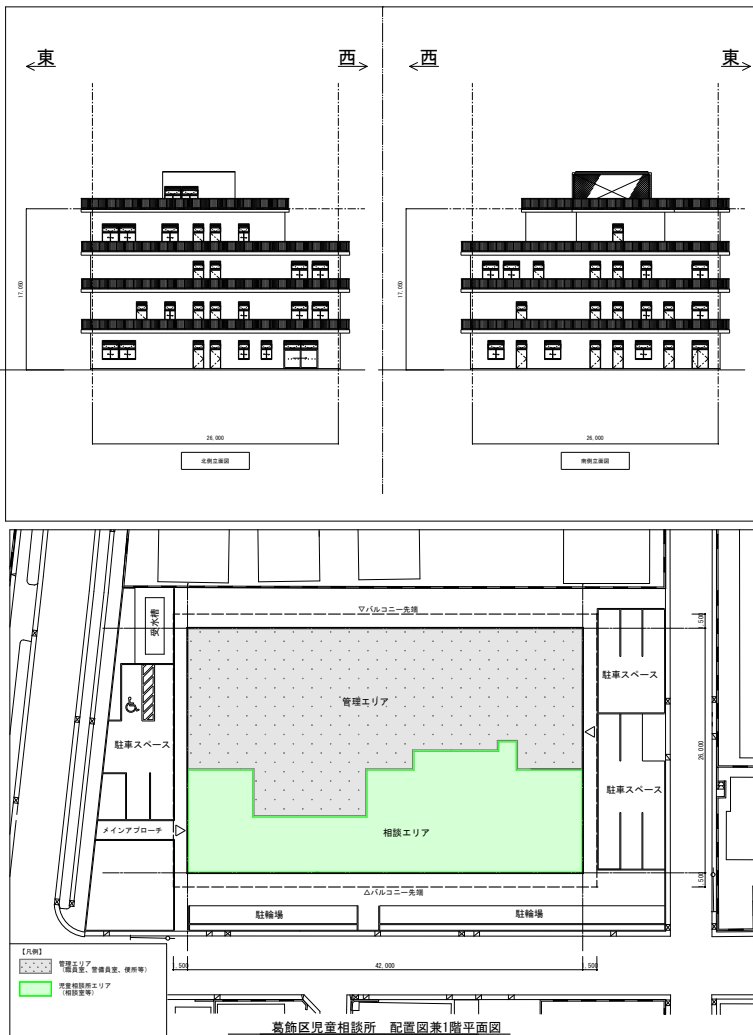 東
西
西
東
17,000
17,000
26,000
26,000
北側立面図
南側立面図
▽バルコニー先端
1,500
受水槽
管理エリア
駐車スペース
駐車スペース
26,000
駐車スペース
メインアプローチ
相談エリア
△バルコニー先端
1,500
駐輪場
駐輪場
【凡例】
管理エリア
(職員室、警備員室、便所等)
児童相談所エリア
(相談室等)
1,500
42,000
1,500
葛飾区児童相談所 配置図兼1階平面図